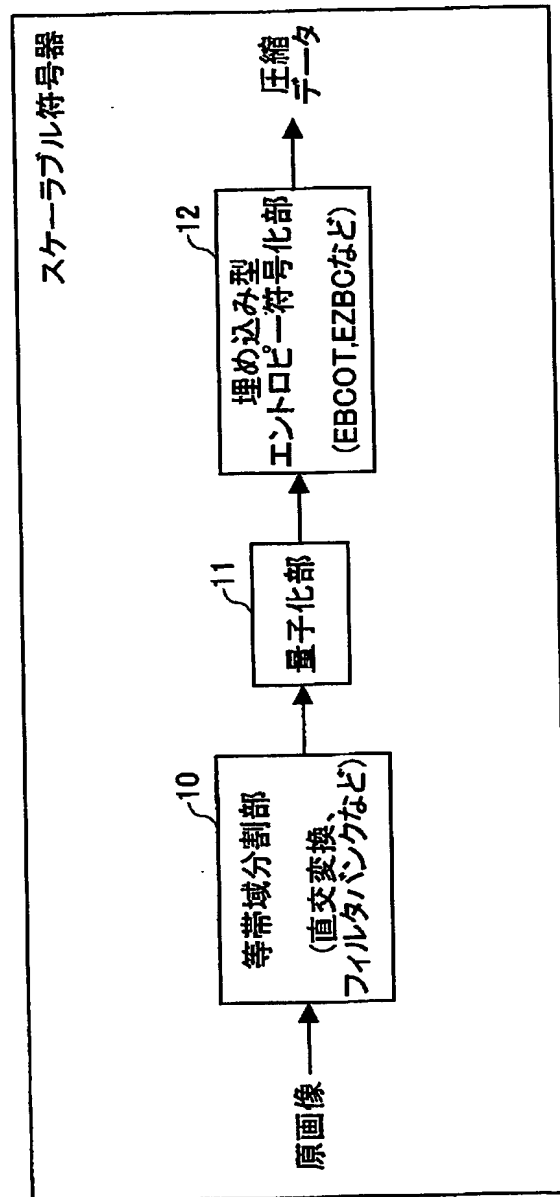 スケーラブル符号器
原画像
10
等帯域分割部
(直交変換、
フィルタバンクなど)
11
量子化部
12
埋め込み型
エントロピー符号化部
(EBCOT,EZBCなど)
圧縮
データ